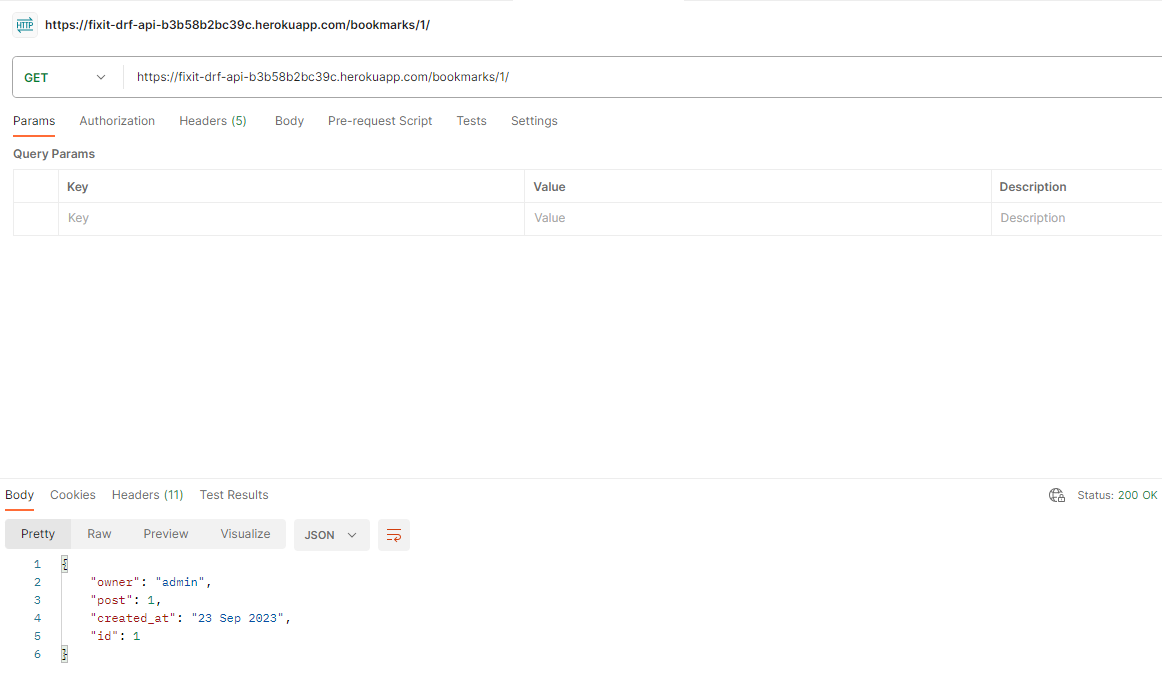 HTTP https://fixit-drf-api-b3b58b2bc39c.herokuapp.com/bookmarks/1/
GET https://fixit-drf-api-b3b58b2bc39c.herokuapp.com/bookmarks/1/
Params Authorization Headers (5) Body Pre-request Script Tests Settings
Query Params
Key Value Description
Key Value Description
Body Cookies Headers (11) Test Results Status: 200 OK
Pretty Raw Preview Visualize JSON
1 {
2 "owner": "admin",
3 "post": 1,
4 "created_at": "23 Sep 2023",
5 "id": 1
6 }